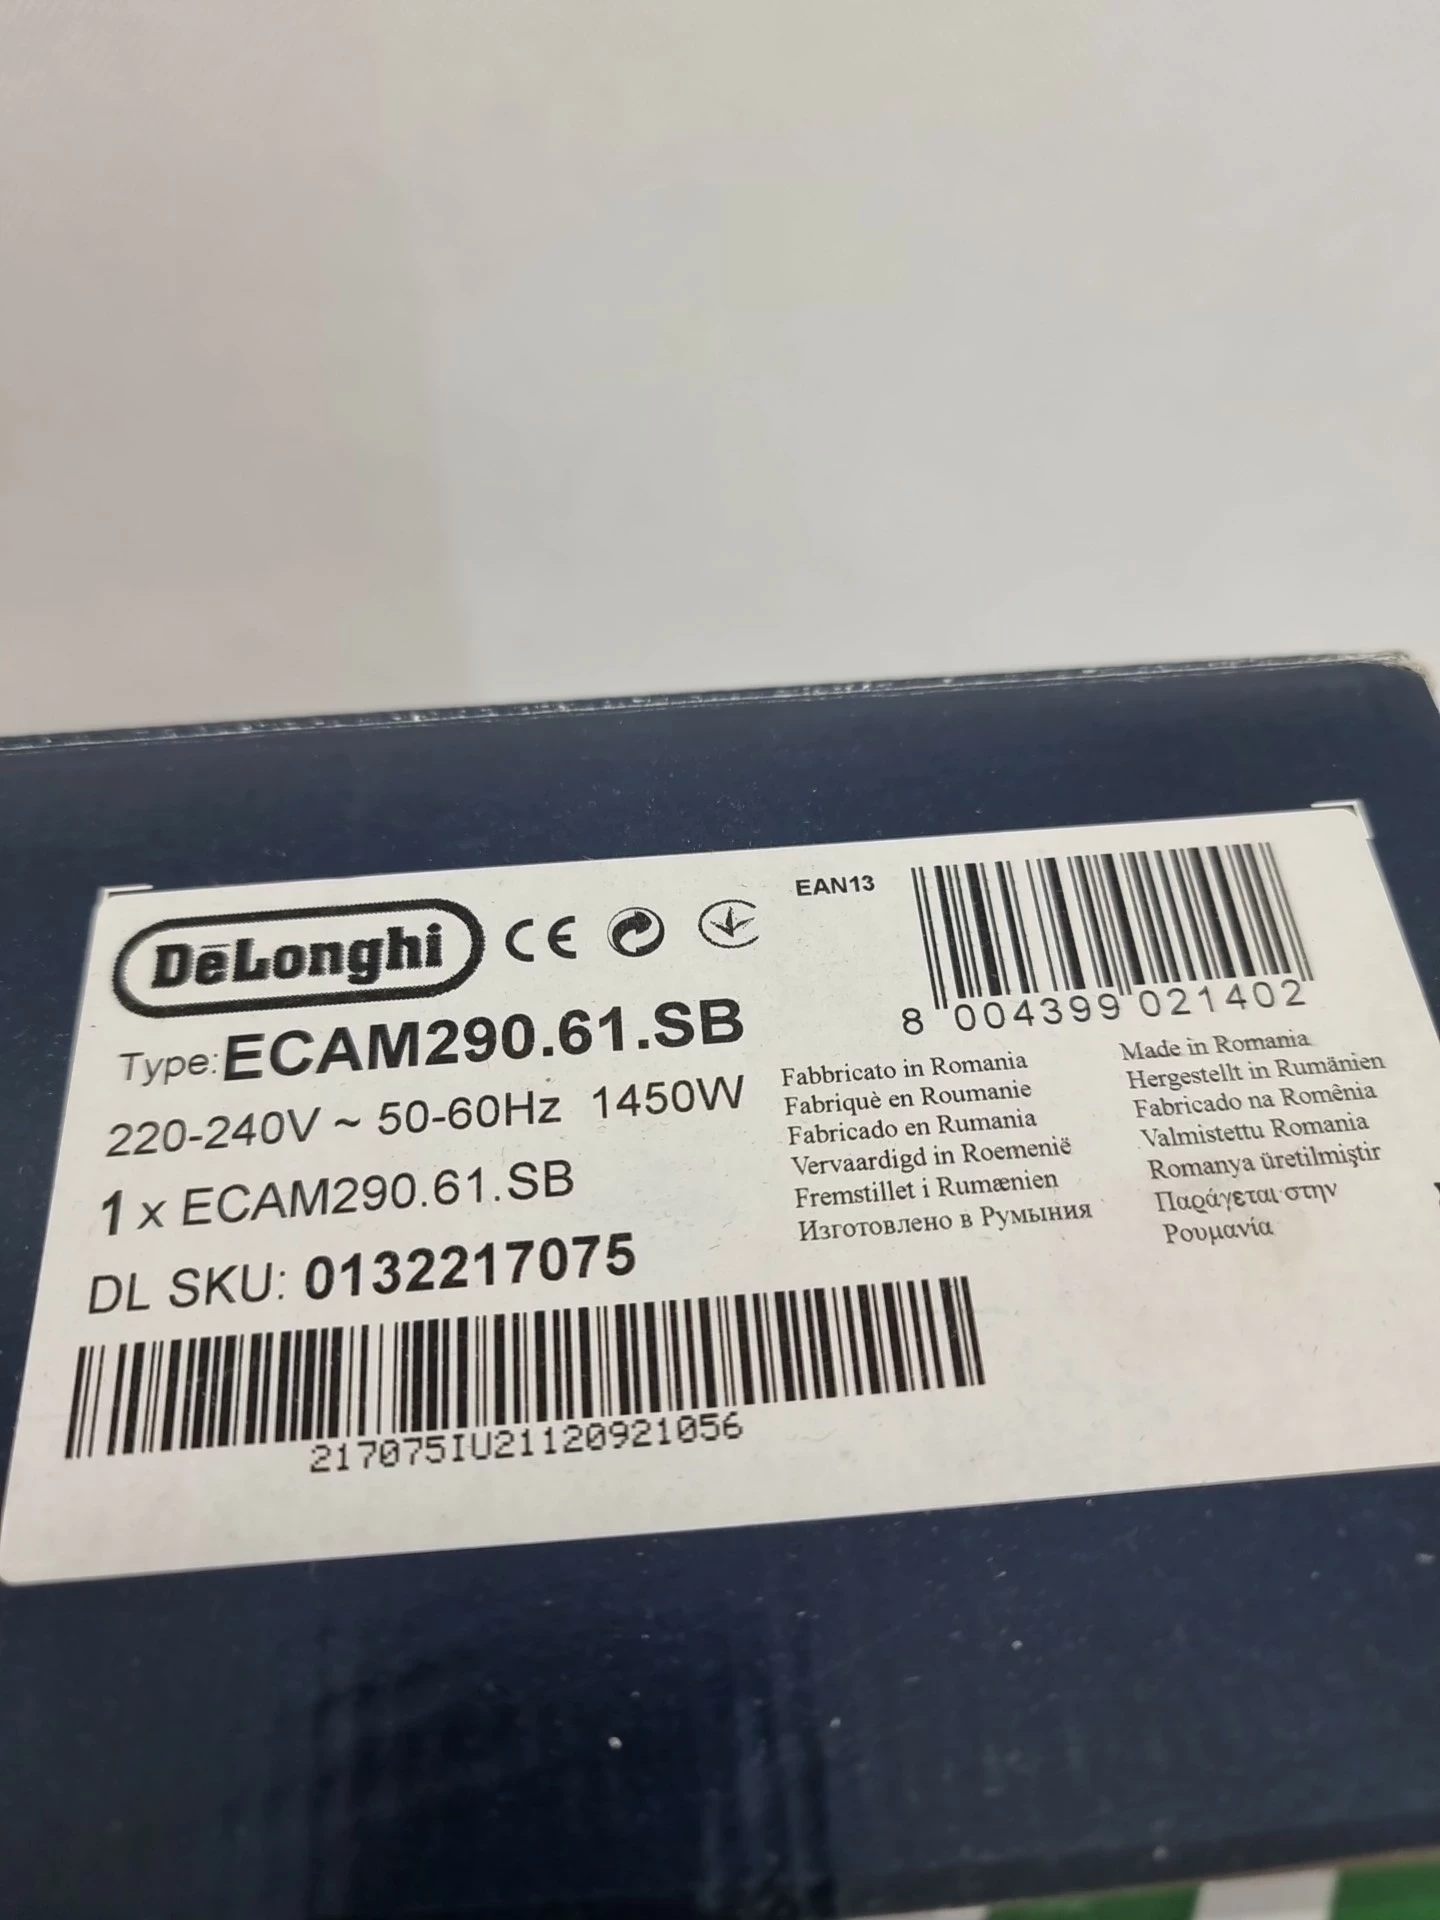 DeLonghi CE
Type: ECAM290.61.SB
220-240V ~ 50-60Hz 1450W
1 x ECAM290.61.SB
DL SKU: 0132217075
217075IU21120921056
EAN13
8 004399 021402
Fabbricato in Romania
Fabriquè en Roumanie
Fabricado en Rumania
Vervaardigd in Roemenië
Fremstillet i Rumænien
Изготовлено в Румыния
Made in Romania
Hergestellt in Rumänien
Fabricado na Romênia
Valmistettu Romania
Romanya üretilmiştir
Παράγεται στην
Ρουμανία